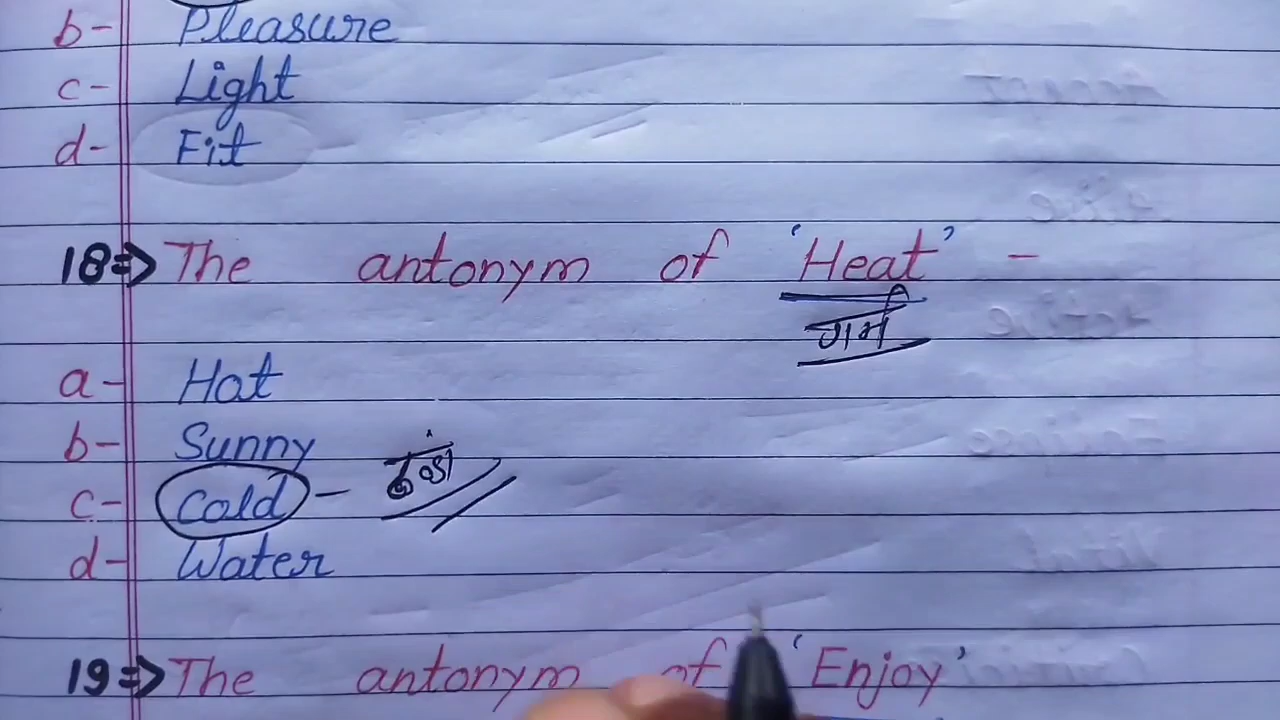 b- Pleasure
c- Light
d- Fit
18⇒ The antonym of 'Heat' -
गर्म
a- Hot
b- Sunny
c- Cold - ठंडा
d- Water
19⇒ The antonym of 'Enjoy'